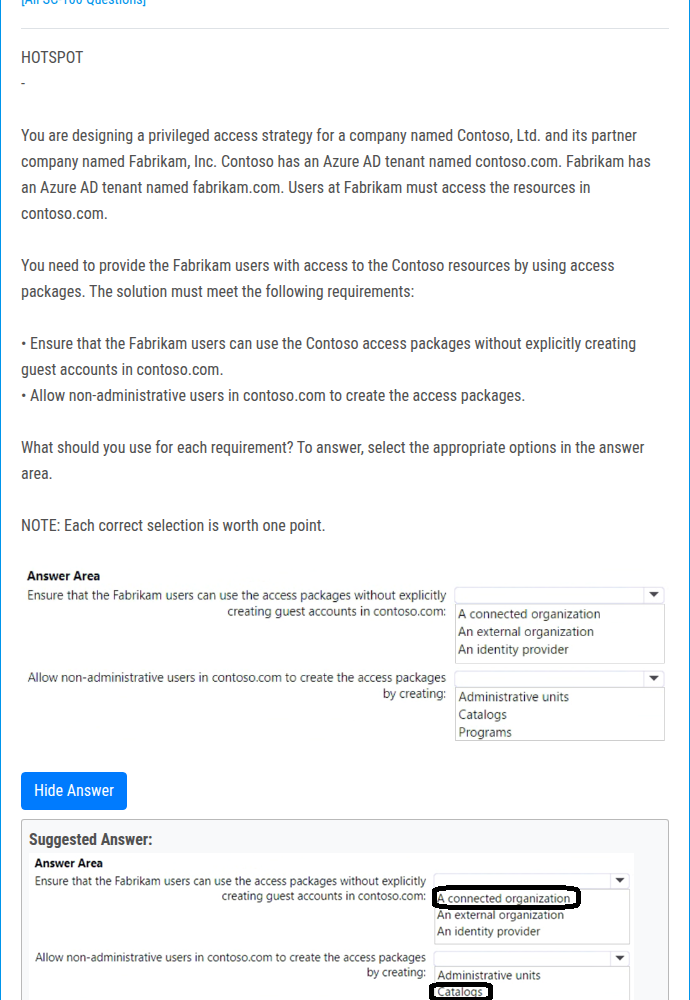 [All SC-100 Questions]
HOTSPOT
-
You are designing a privileged access strategy for a company named Contoso, Ltd. and its partner
company named Fabrikam, Inc. Contoso has an Azure AD tenant named contoso.com. Fabrikam has
an Azure AD tenant named fabrikam.com. Users at Fabrikam must access the resources in
contoso.com.
You need to provide the Fabrikam users with access to the Contoso resources by using access
packages. The solution must meet the following requirements:
• Ensure that the Fabrikam users can use the Contoso access packages without explicitly creating
guest accounts in contoso.com.
• Allow non-administrative users in contoso.com to create the access packages.
What should you use for each requirement? To answer, select the appropriate options in the answer
area.
NOTE: Each correct selection is worth one point.
Answer Area
Ensure that the Fabrikam users can use the access packages without explicitly
creating guest accounts in contoso.com:
A connected organization
An external organization
An identity provider
Allow non-administrative users in contoso.com to create the access packages
by creating:
Administrative units
Catalogs
Programs
Hide Answer
Suggested Answer:
Answer Area
Ensure that the Fabrikam users can use the access packages without explicitly
creating guest accounts in contoso.com:
A connected organization
An external organization
An identity provider
Allow non-administrative users in contoso.com to create the access packages
by creating:
Administrative units
Catalogs